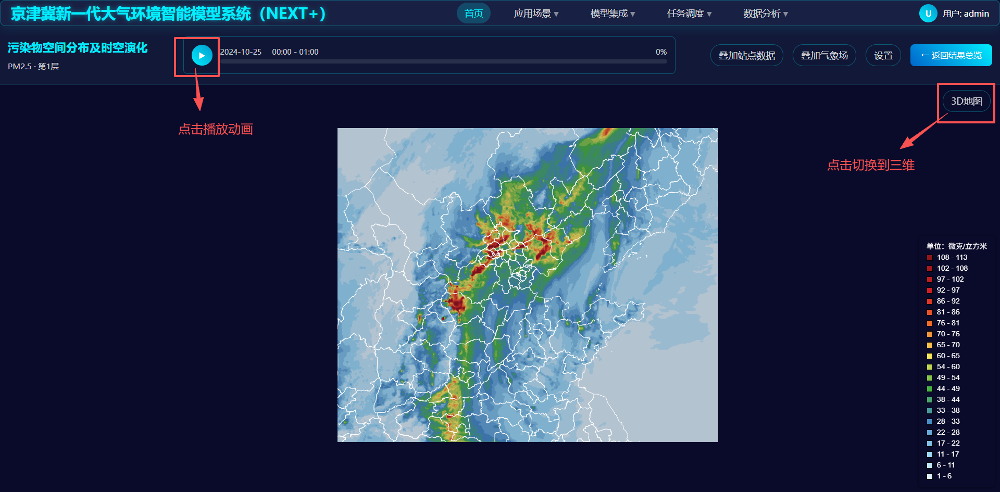 京津冀新一代大气环境智能模型系统（NEXT+）
首页
应用场景▼
模型集成▼
任务调度▼
数据分析▼
U
用户: admin
污染物空间分布及时空演化
PM2.5 · 第1层
2024-10-25 00:00 - 01:00
0%
叠加站点数据
叠加气象场
设置
← 返回结果总览
3D地图
点击播放动画
点击切换到三维
单位：微克/立方米
108 - 113
102 - 108
97 - 102
92 - 97
86 - 92
81 - 86
76 - 81
70 - 76
65 - 70
60 - 65
54 - 60
49 - 54
44 - 49
38 - 44
33 - 38
28 - 33
22 - 28
17 - 22
11 - 17
6 - 11
1 - 6